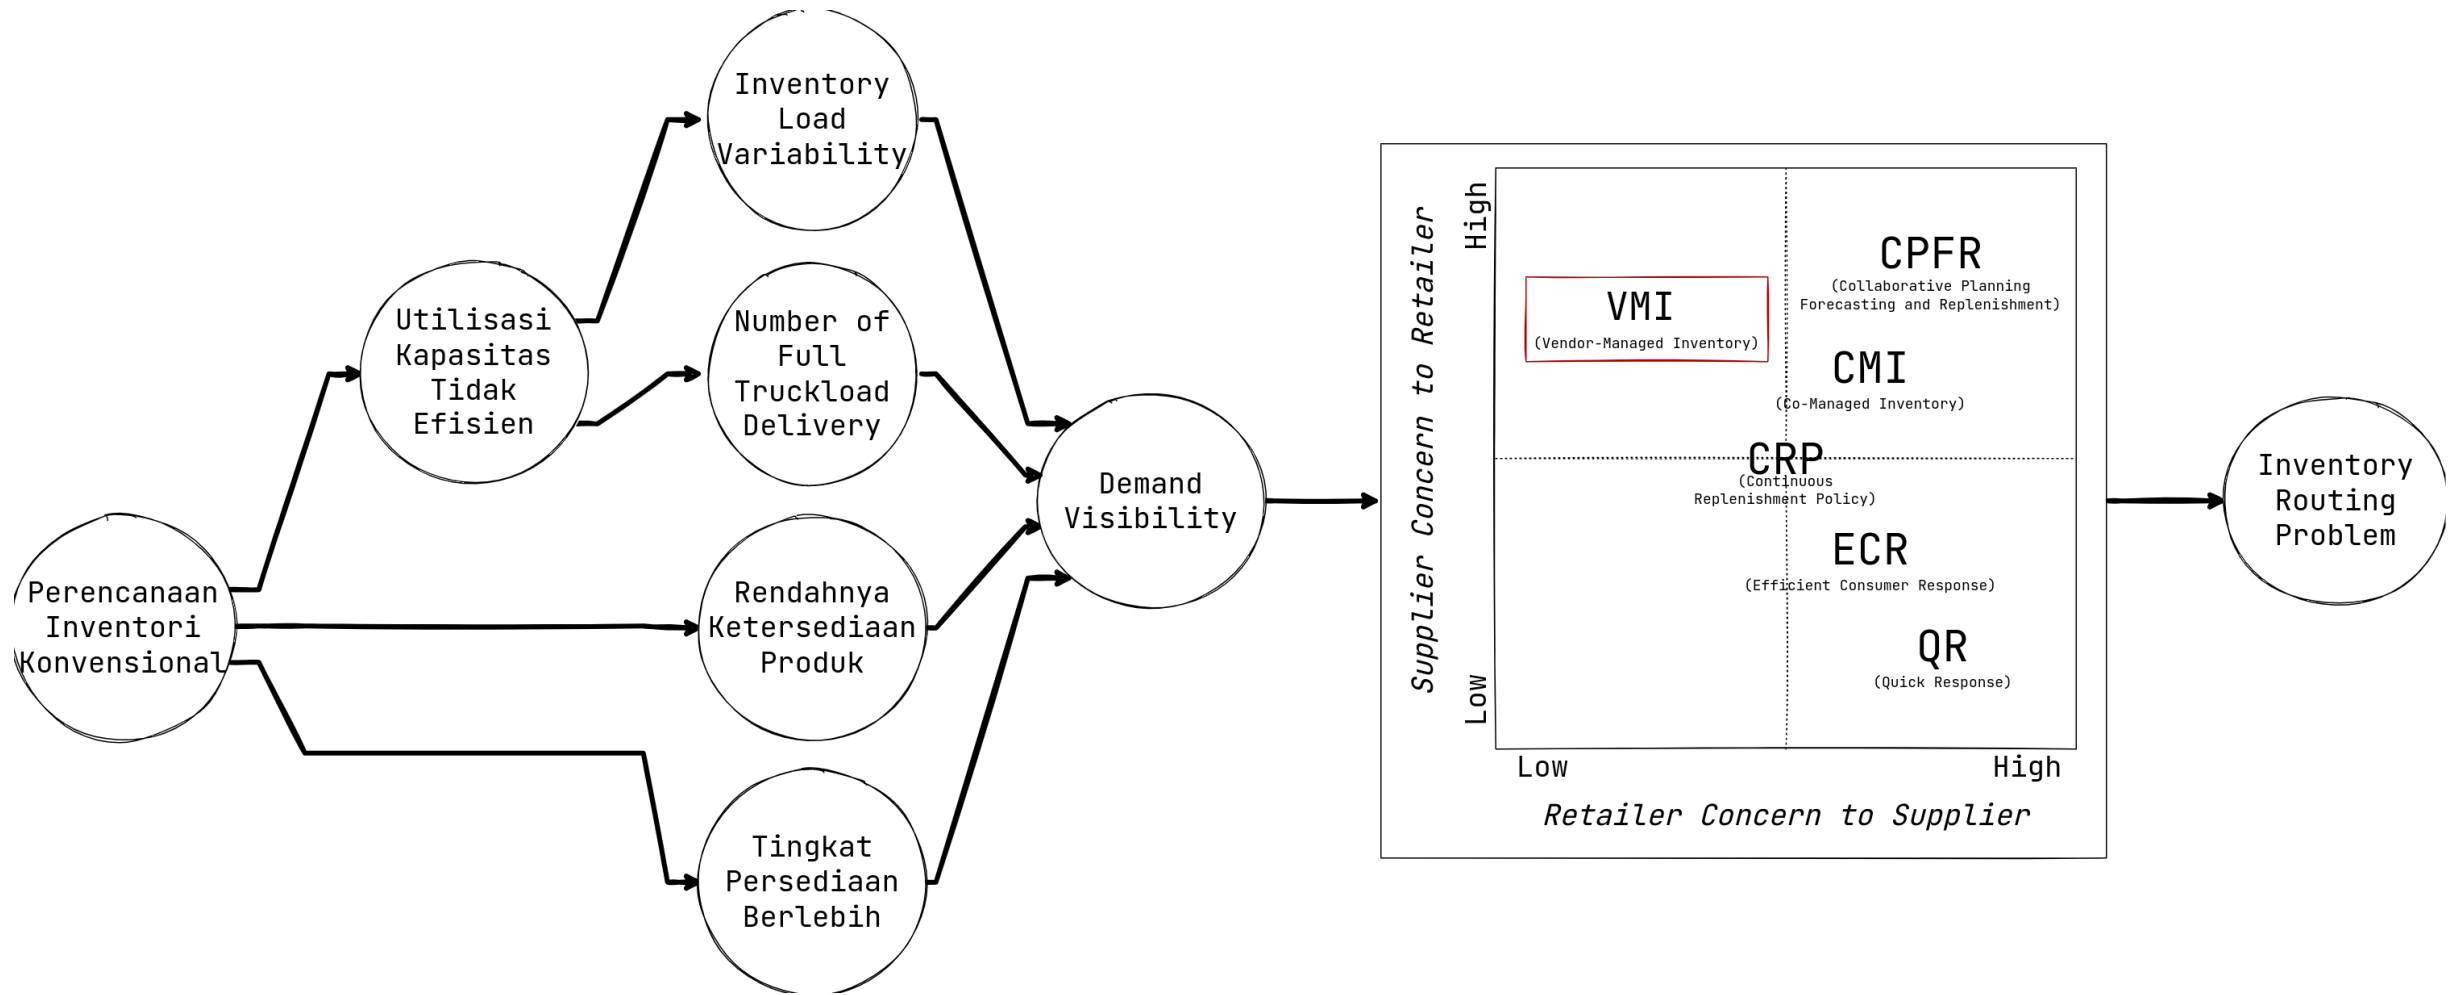 Inventory
Load
Variability
Utilisasi
Kapasitas
Tidak
Efisien
Number of
Full
Truckload
Delivery
Perencanaan
Inventori
Konvensional
Rendahnya
Ketersediaan
Produk
Tingkat
Persediaan
Berlebih
Demand
Visibility
Supplier Concern to Retailer
High
Low
CPFR
(Collaborative Planning
Forecasting and Replenishment)
VMI
(Vendor-Managed Inventory)
CMI
(Co-Managed Inventory)
CRP
(Continuous
Replenishment Policy)
ECR
(Efficient Consumer Response)
QR
(Quick Response)
Low
High
Retailer Concern to Supplier
Inventory
Routing
Problem